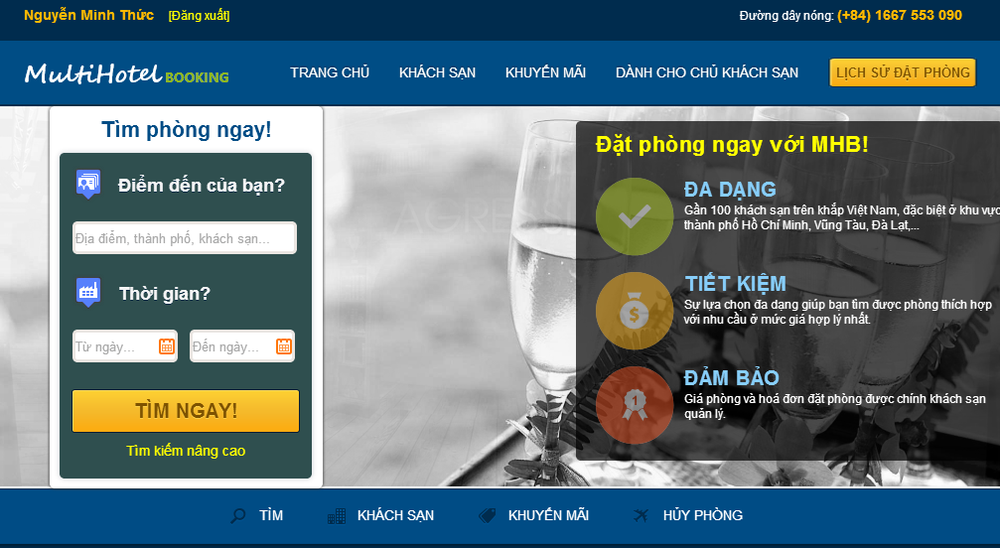 Nguyễn Minh Thức [Đăng xuất] Đường dây nóng: (+84) 1667 553 090
MultiHotel BOOKING TRANG CHỦ KHÁCH SẠN KHUYẾN MÃI DÀNH CHO CHỦ KHÁCH SẠN LỊCH SỬ ĐẶT PHÒNG
Tìm phòng ngay!
Điểm đến của bạn?
Địa điểm, thành phố, khách sạn...
Thời gian?
Từ ngày... Đến ngày...
TÌM NGAY!
Tìm kiếm nâng cao
Đặt phòng ngay với MHB!
ĐA DẠNG
Gần 100 khách sạn trên khắp Việt Nam, đặc biệt ở khu vực
thành phố Hồ Chí Minh, Vũng Tàu, Đà Lạt,...
TIẾT KIỆM
Sự lựa chọn đa dạng giúp bạn tìm được phòng thích hợp
với nhu cầu ở mức giá hợp lý nhất.
ĐẢM BẢO
Giá phòng và hoá đơn đặt phòng được chính khách sạn
quản lý.
TÌM KHÁCH SẠN KHUYẾN MÃI HỦY PHÒNG